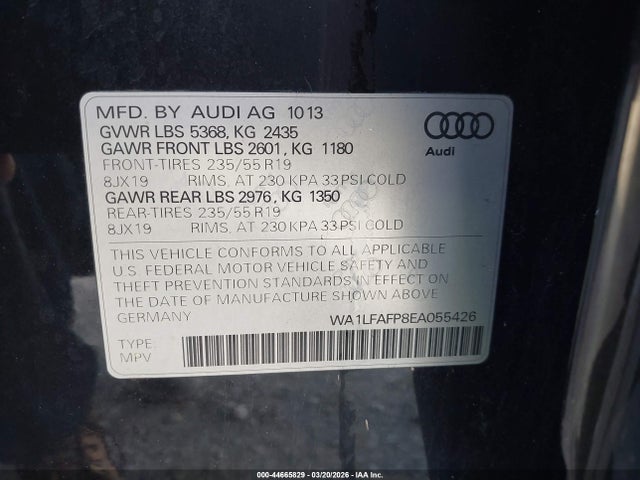 MFD. BY AUDI AG 10 13
GVWR LBS 5368, KG 2435
GAWR FRONT LBS 2601, KG 1180
FRONT-TIRES 235/55 R19
8JX19 RIMS, AT 230 KPA 33 PSI COLD
GAWR REAR LBS 2976, KG 1350
REAR-TIRES 235/55 R19
8JX19 RIMS, AT 230 KPA 33 PSI COLD
Audi
THIS VEHICLE CONFORMS TO ALL APPLICABLE
U.S. FEDERAL MOTOR VEHICLE SAFETY AND
THEFT PREVENTION STANDARDS IN EFFECT ON
THE DATE OF MANUFACTURE SHOWN ABOVE.
GERMANY WA1LFAFP8EA055426
TYPE:
MPV
000-44665829 - 03/20/2026 - IAA Inc.